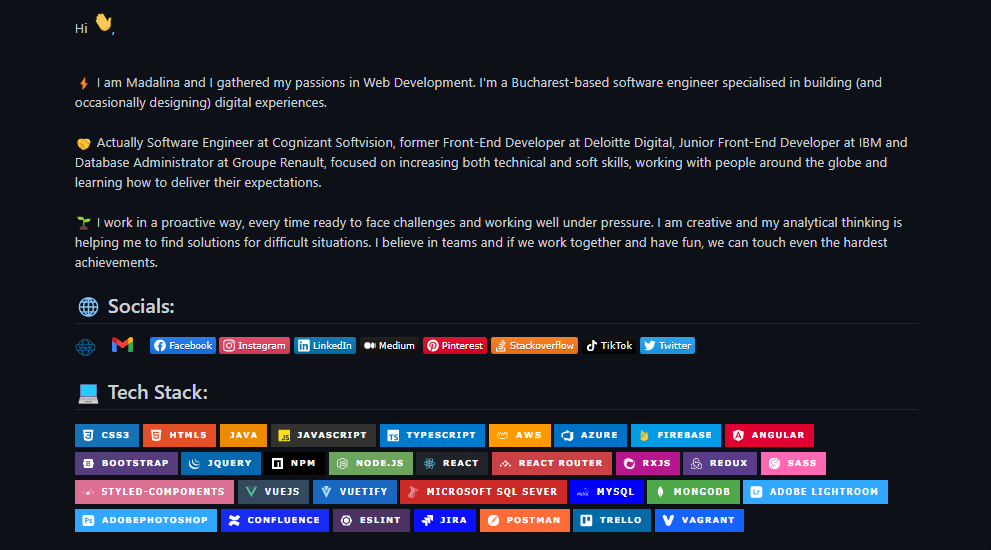 Hi 👋,
⚡ I am Madalina and I gathered my passions in Web Development. I'm a Bucharest-based software engineer specialised in building (and
occasionally designing) digital experiences.
🤝 Actually Software Engineer at Cognizant Softvision, former Front-End Developer at Deloitte Digital, Junior Front-End Developer at IBM and
Database Administrator at Groupe Renault, focused on increasing both technical and soft skills, working with people around the globe and
learning how to deliver their expectations.
🌱 I work in a proactive way, every time ready to face challenges and working well under pressure. I am creative and my analytical thinking is
helping me to find solutions for difficult situations. I believe in teams and if we work together and have fun, we can touch even the hardest
achievements.
🌐 Socials:
Facebook Instagram LinkedIn Medium Pinterest Stackoverflow TikTok Twitter
💻 Tech Stack:
CSS3 HTML5 JAVA JAVASCRIPT TYPESCRIPT AWS AZURE FIREBASE ANGULAR
BOOTSTRAP JQUERY NPM NODE.JS REACT REACT ROUTER RXJS REDUX SASS
STYLED-COMPONENTS VUEJS VUETIFY MICROSOFT SQL SEVER MYSQL MONGODB ADOBE LIGHTROOM
ADOBEPHOTOSHOP CONFLUENCE ESLINT JIRA POSTMAN TRELLO VAGRANT